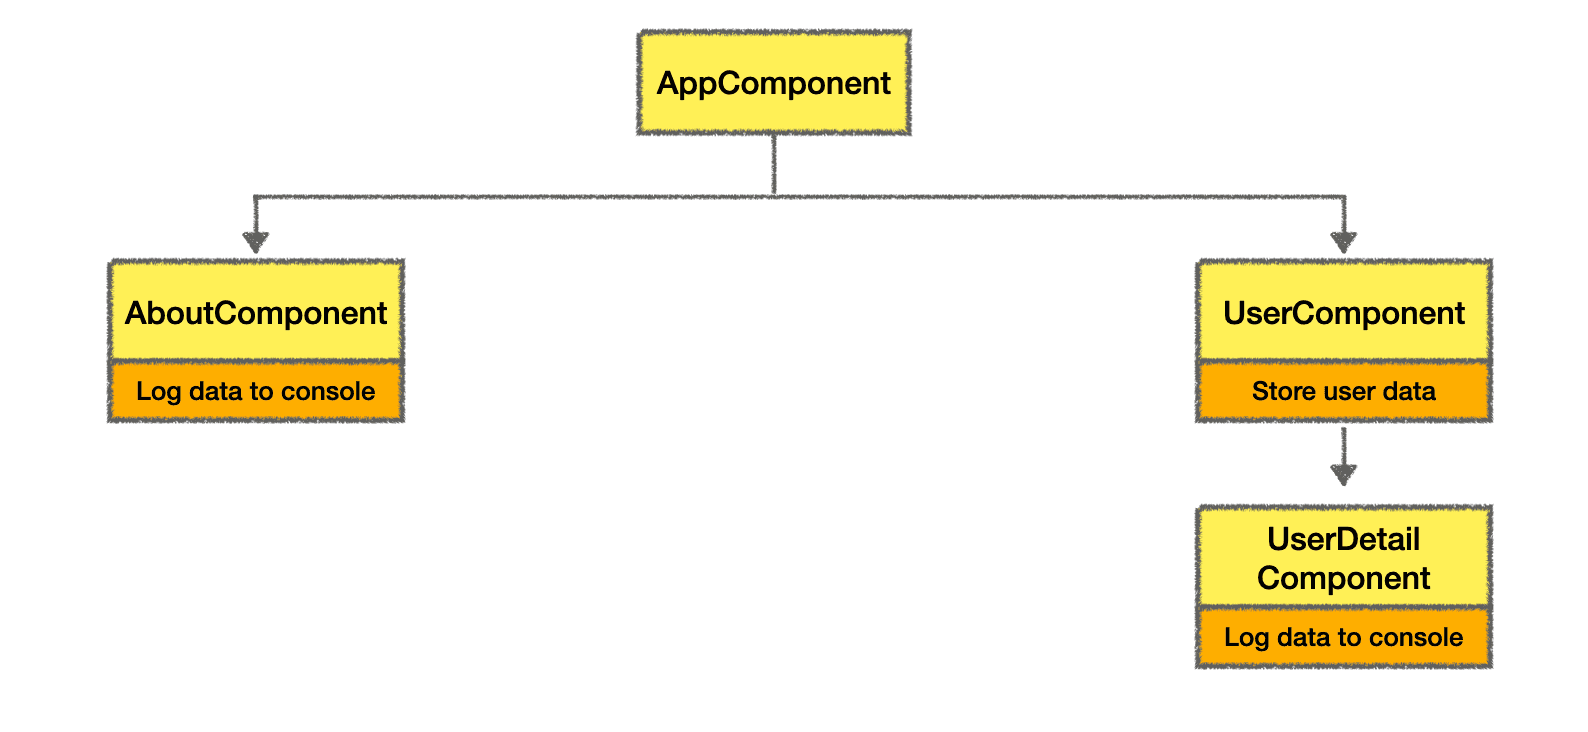 AppComponent
AboutComponent
Log data to console
UserComponent
Store user data
UserDetail
Component
Log data to console